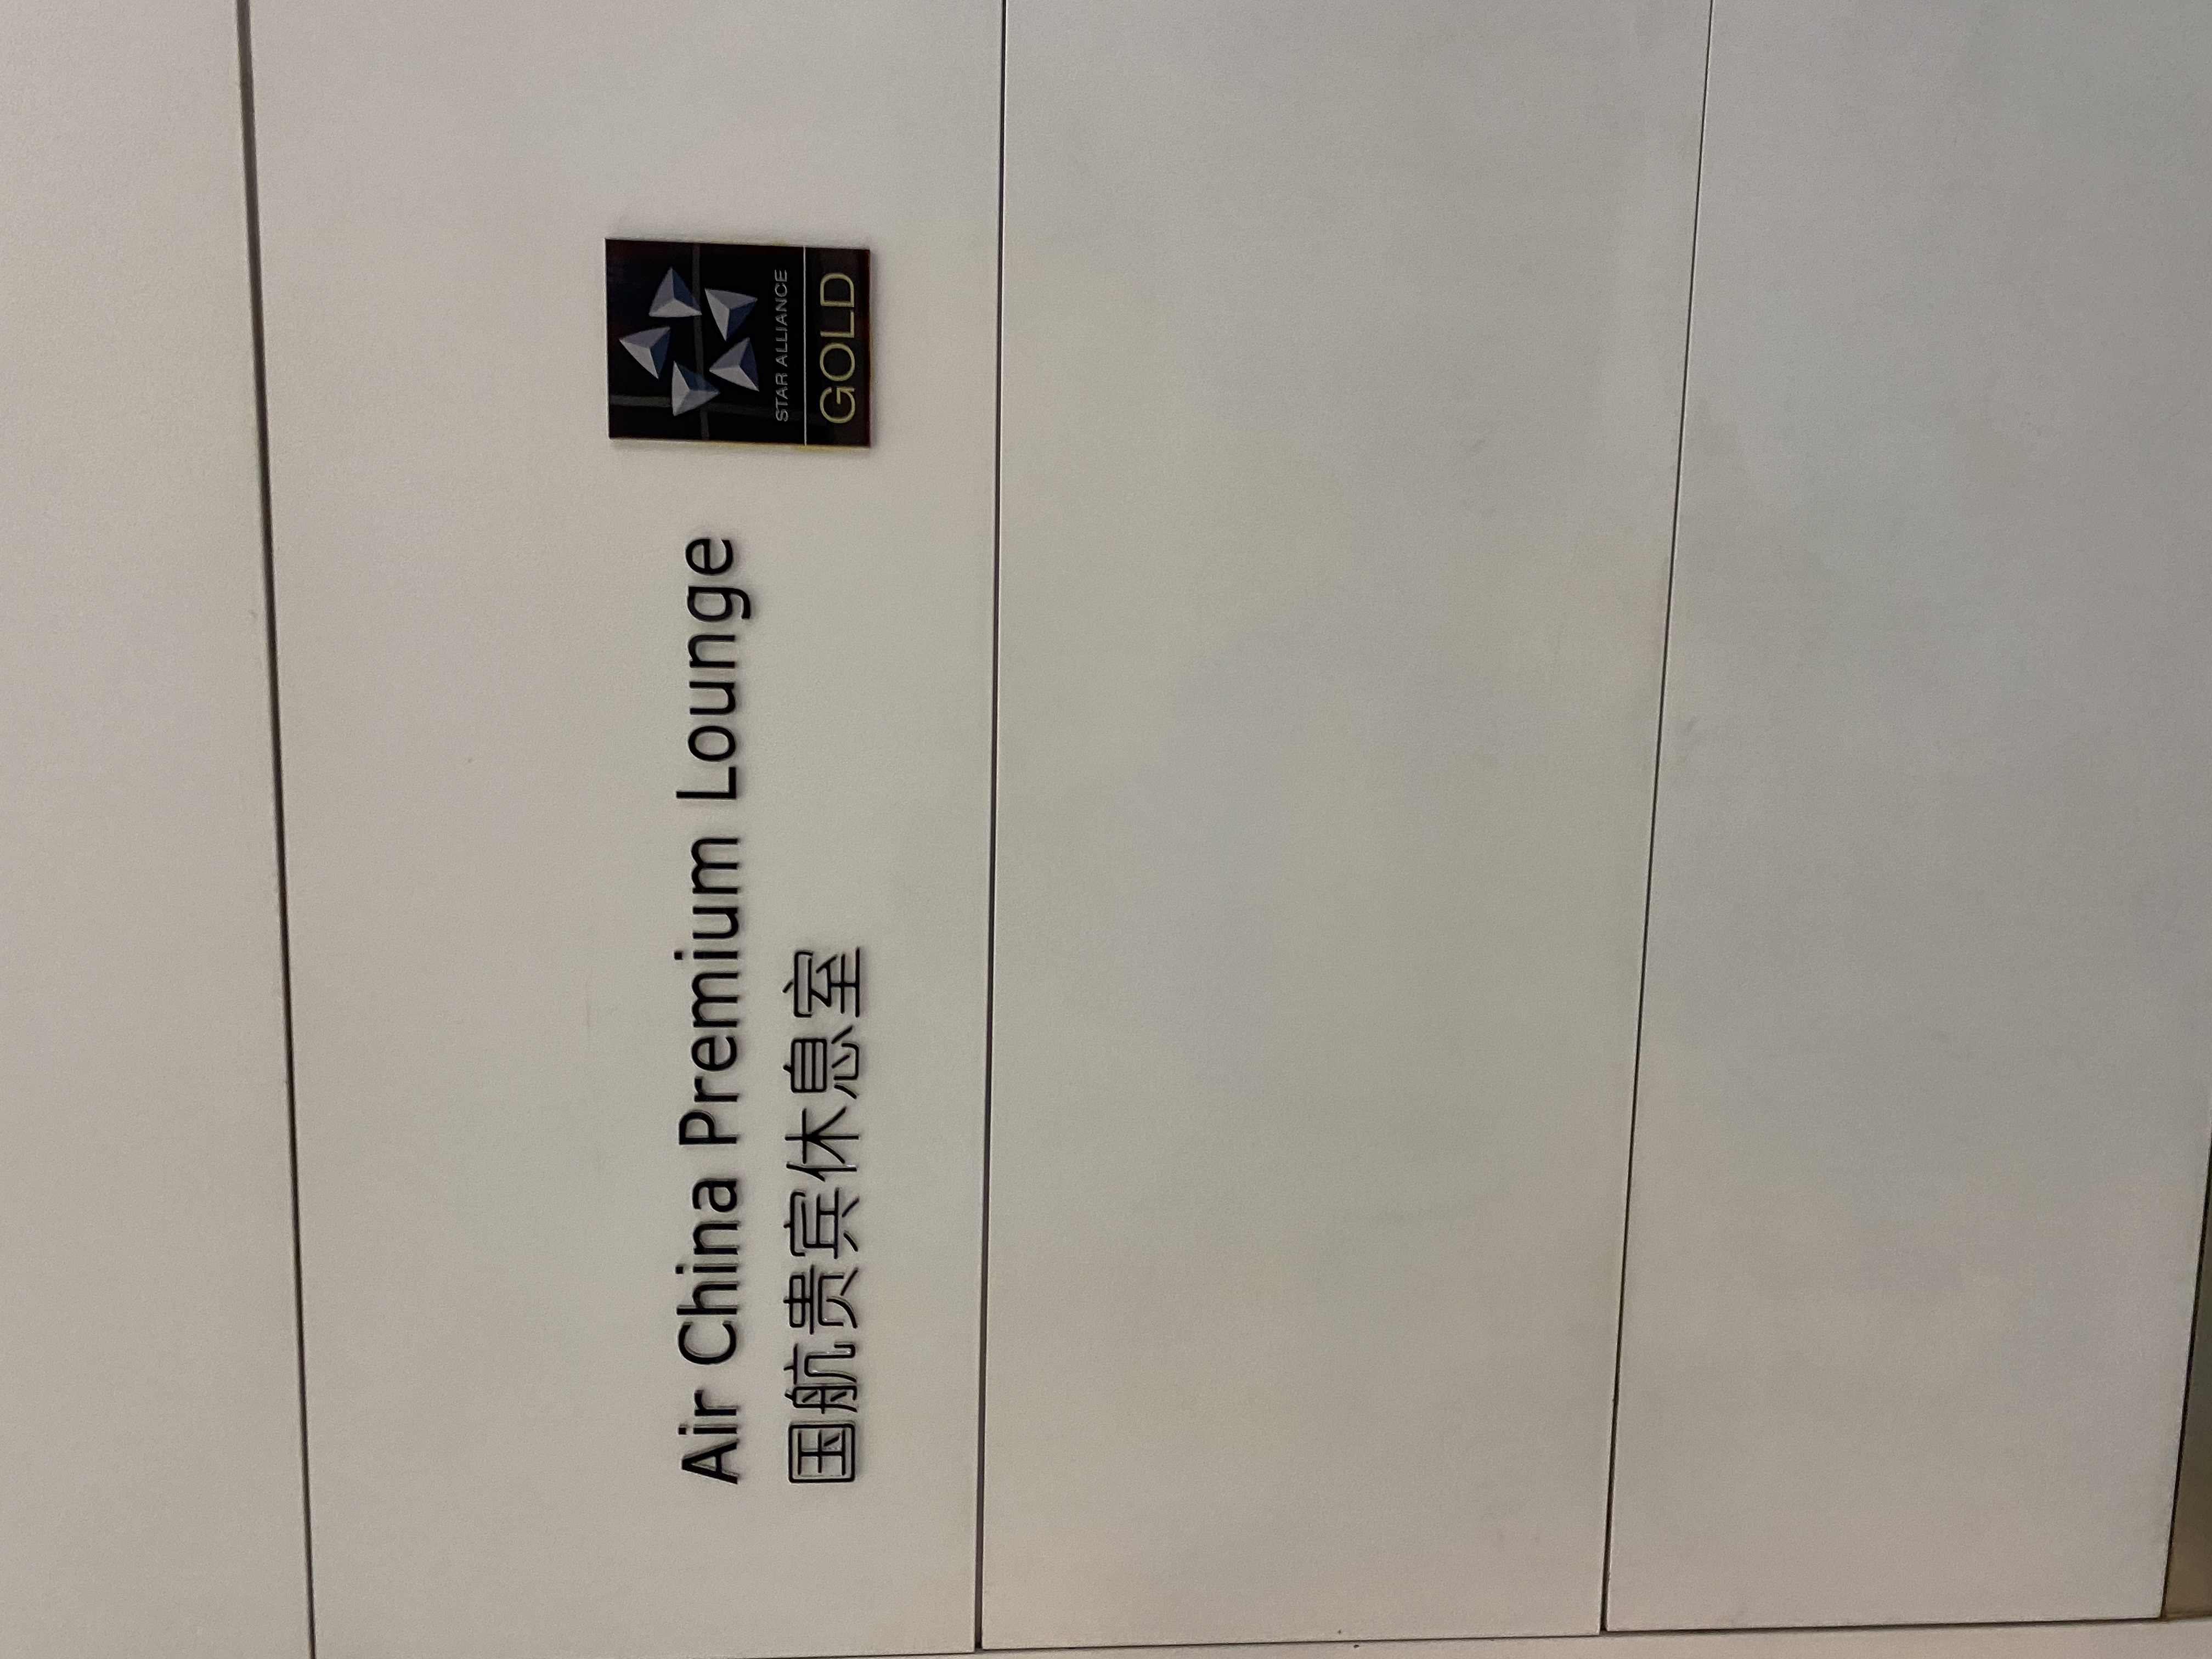 Air China Premium Lounge
国航贵宾休息室
STAR ALLIANCE
GOLD